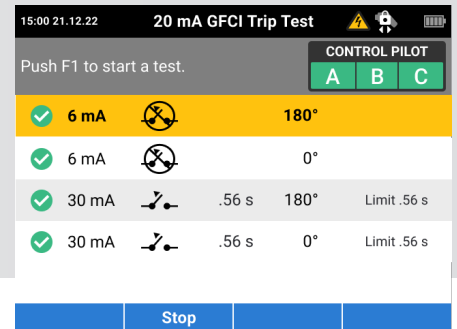 15:00 21.12.22 20 mA GFCI Trip Test
Push F1 to start a test.
CONTROL PILOT
A B C
6 mA 180°
6 mA 0°
30 mA .56 s 180° Limit .56 s
30 mA .56 s 0° Limit .56 s
Stop